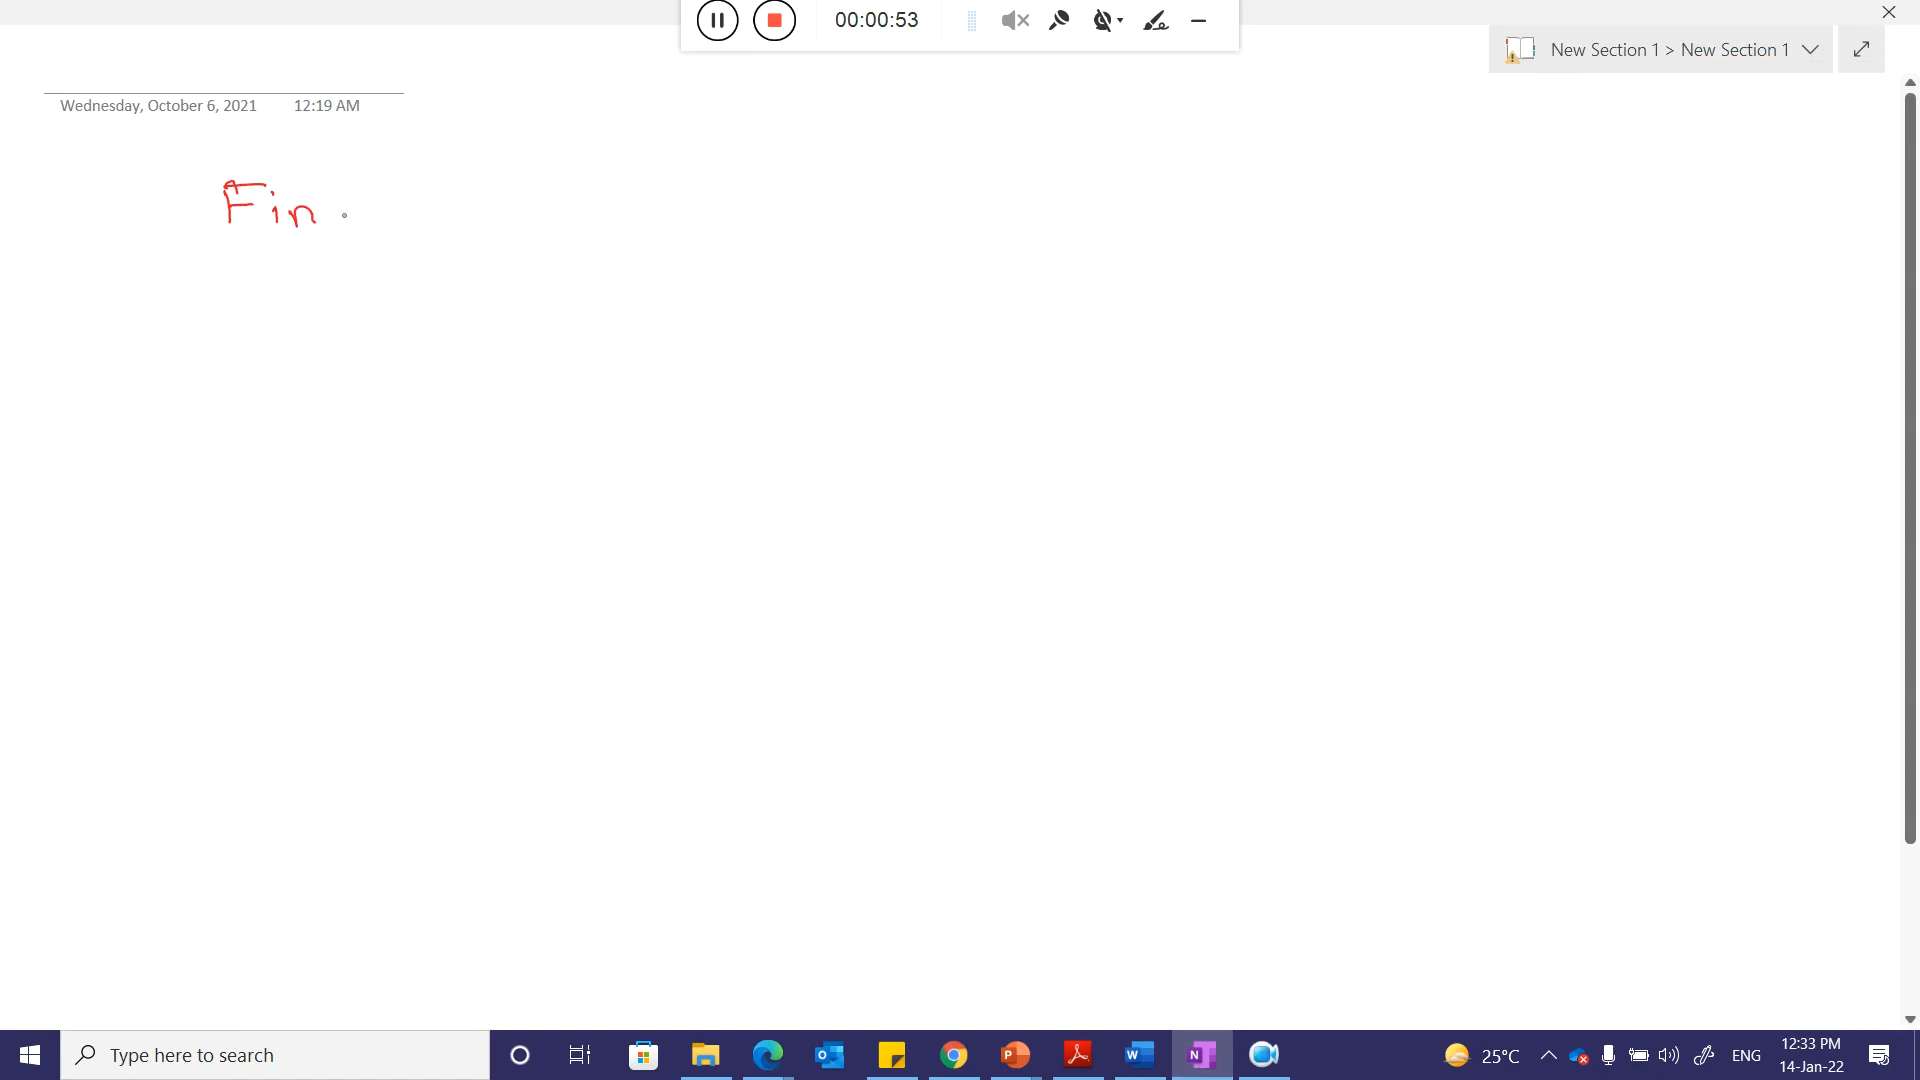 00:00:53
New Section 1 > New Section 1
Wednesday, October 6, 2021 12:19 AM
Fin
Type here to search
25°C
ENG
12:33 PM
14-Jan-22